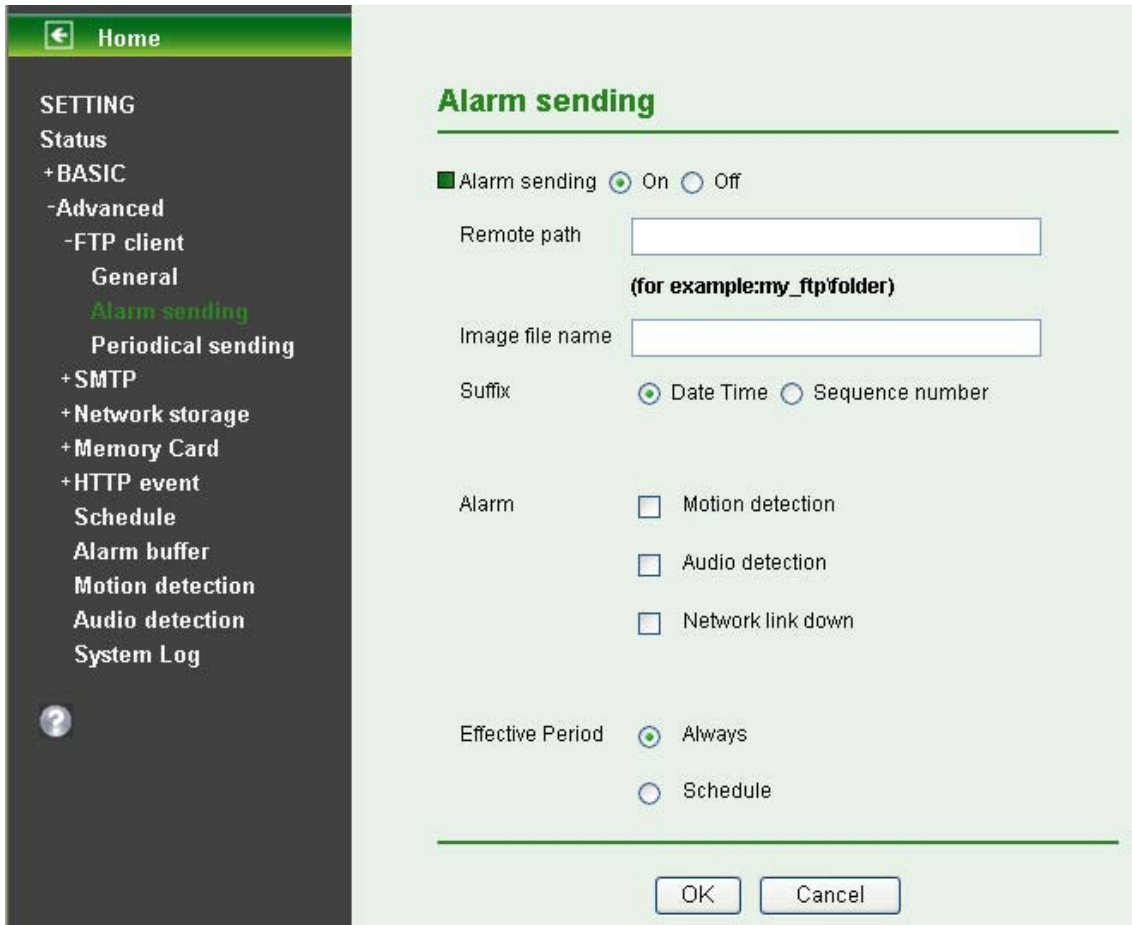 Home
SETTING
Status
+BASIC
-Advanced
-FTP client
General
Alarm sending
Periodical sending
+SMTP
+Network storage
+Memory Card
+HTTP event
Schedule
Alarm buffer
Motion detection
Audio detection
System Log
?
Alarm sending
Alarm sending On Off
Remote path
(for example:my_ftp\folder)
Image file name
Suffix Date Time Sequence number
Alarm Motion detection
Audio detection
Network link down
Effective Period Always
Schedule
OK Cancel